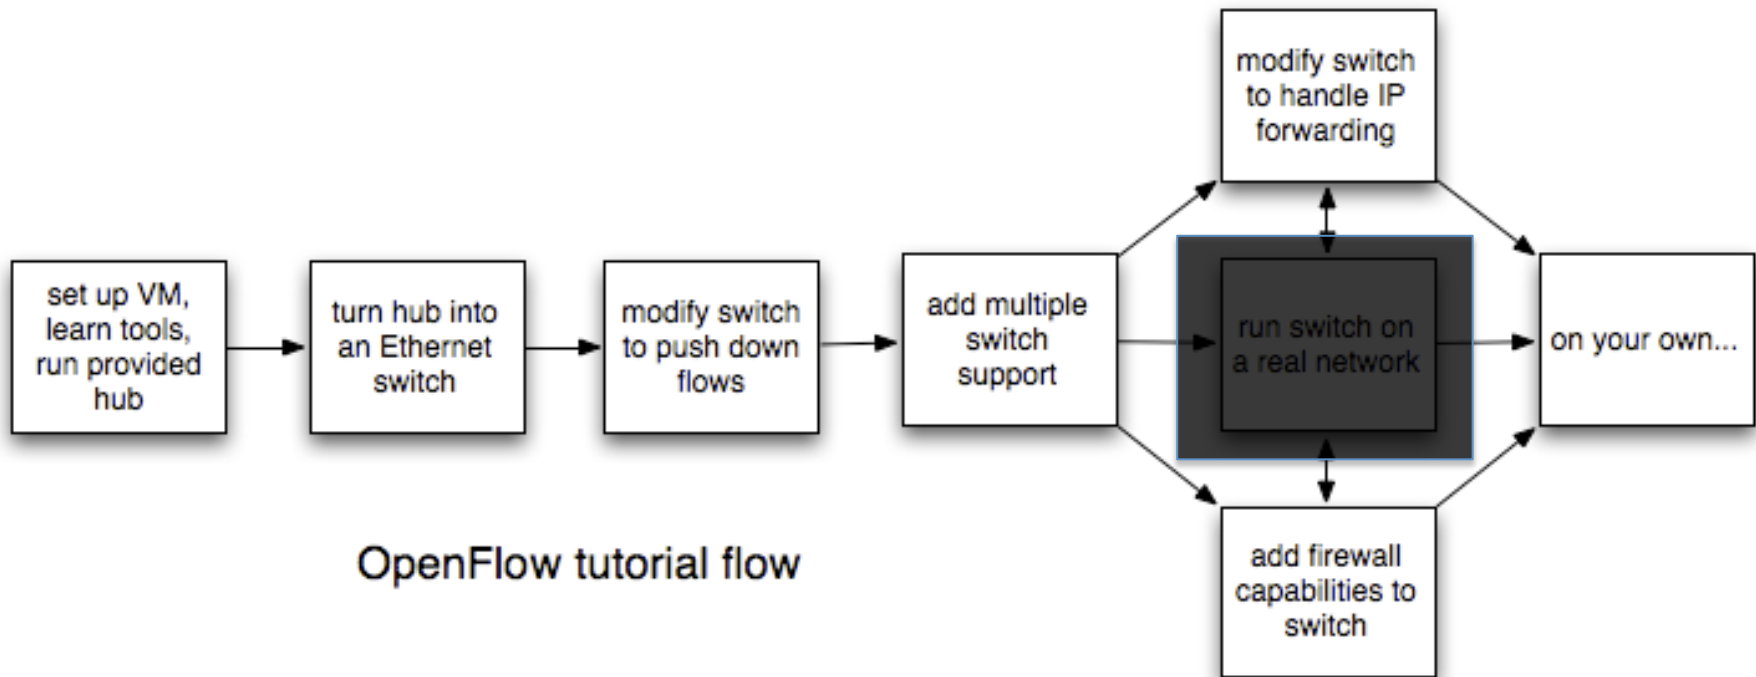 set up VM,
learn tools,
run provided
hub
turn hub into
an Ethernet
switch
modify switch
to push down
flows
add multiple
switch
support
modify switch
to handle IP
forwarding
run switch on
a real network
add firewall
capabilities to
switch
on your own...
OpenFlow tutorial flow